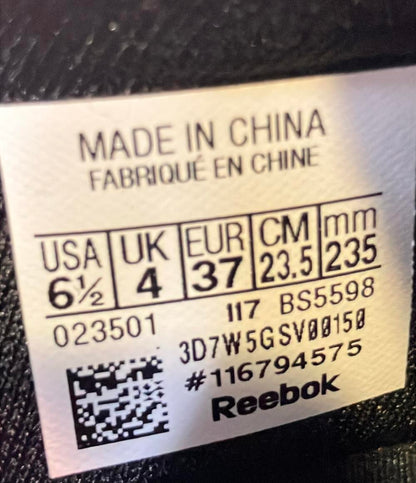 MADE IN CHINA
FABRIQUÉ EN CHINE
USA UK EUR CM mm
6½ 4 37 23.5 235
023501 117 BS5598
3D7W5GSV00150
#116794575
Reebok